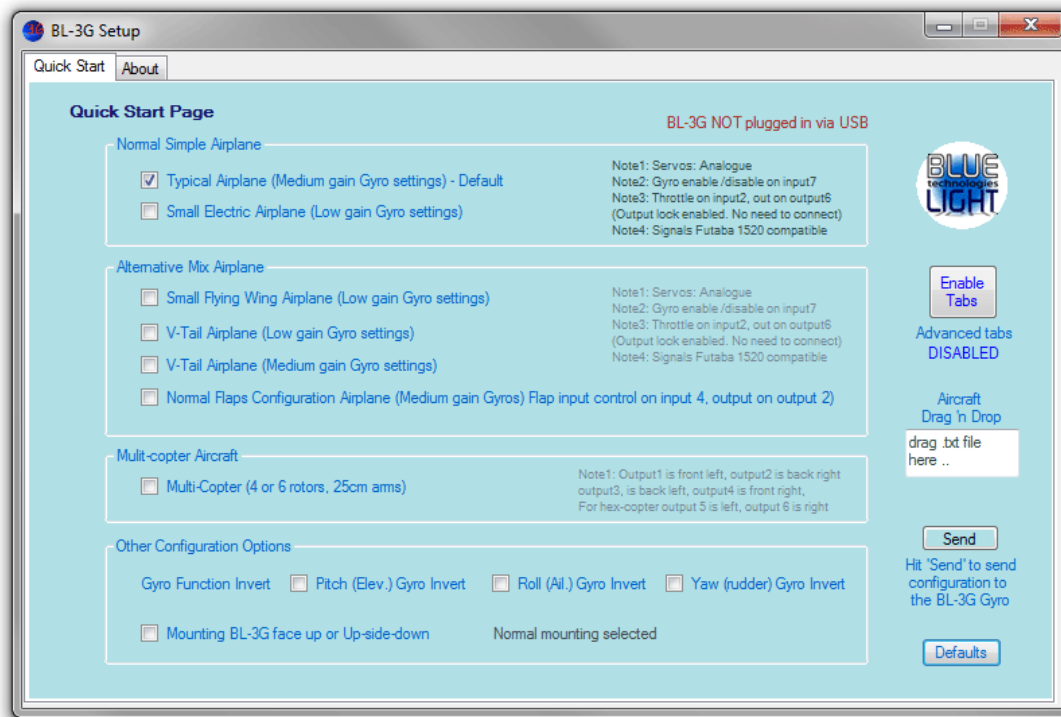 3G BL-3G Setup
Quick Start About
Quick Start Page
BL-3G NOT plugged in via USB
Normal Simple Airplane
Typical Airplane (Medium gain Gyro settings) - Default
Small Electric Airplane (Low gain Gyro settings)
Note1: Servos: Analogue
Note2: Gyro enable /disable on input7
Note3: Throttle on input2, out on output6
(Output lock enabled. No need to connect)
Note4: Signals Futaba 1520 compatible
BLUE
technologies
LIGHT
Alternative Mix Airplane
Small Flying Wing Airplane (Low gain Gyro settings)
V-Tail Airplane (Low gain Gyro settings)
V-Tail Airplane (Medium gain Gyro settings)
Normal Flaps Configuration Airplane (Medium gain Gyros) Flap input control on input 4, output on output 2)
Note1: Servos: Analogue
Note2: Gyro enable /disable on input7
Note3: Throttle on input2, out on output6
(Output lock enabled. No need to connect)
Note4: Signals Futaba 1520 compatible
Enable
Tabs
Advanced tabs
DISABLED
Aircraft
Drag 'n Drop
drag .txt file
here ..
Mulit-copter Aircraft
Multi-Copter (4 or 6 rotors, 25cm arms)
Note1: Output1 is front left, output2 is back right
output3, is back left, output4 is front right,
For hex-copter output 5 is left, output 6 is right
Other Configuration Options
Gyro Function Invert Pitch (Elev.) Gyro Invert Roll (Ail.) Gyro Invert Yaw (rudder) Gyro Invert
Mounting BL-3G face up or Up-side-down Normal mounting selected
Send
Hit 'Send' to send
configuration to
the BL-3G Gyro
Defaults